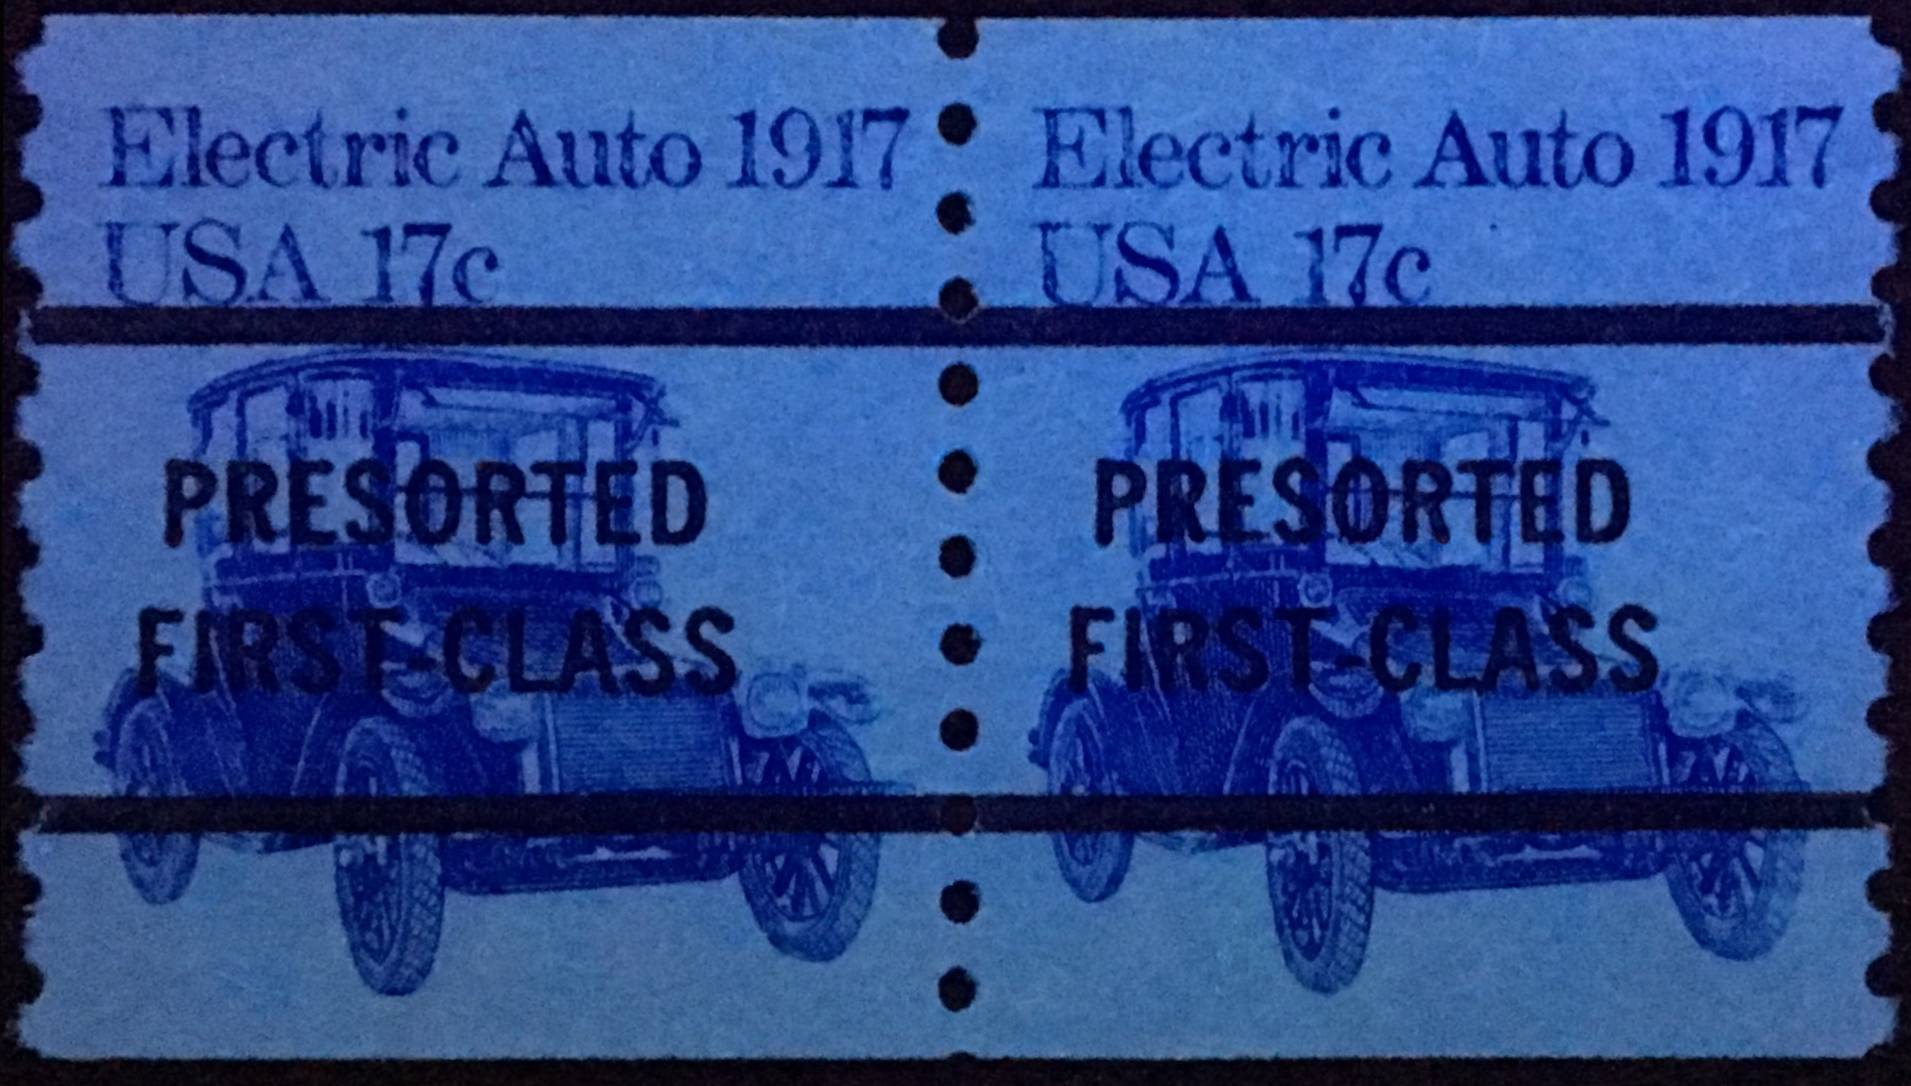 Electric Auto 1917
USA 17c
PRESORTED
FIRST-CLASS
Electric Auto 1917
USA 17c
PRESORTED
FIRST-CLASS